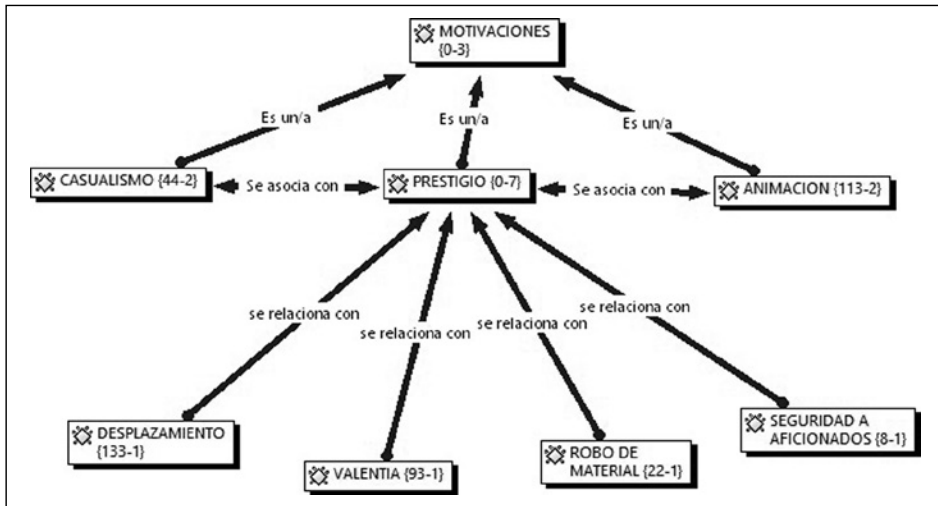 MOTIVACIONES
{0-3}
Es un/a
Es un/a
Es un/a
CASUALISMO {44-2}
Se asocia con
PRESTIGIO {0-7}
Se asocia con
ANIMACION {113-2}
se relaciona con
se relaciona con
se relaciona con
se relaciona con
DESPLAZAMIENTO
{133-1}
VALENTIA {93-1}
ROBO DE
MATERIAL {22-1}
SEGURIDAD A
AFICIONADOS {8-1}